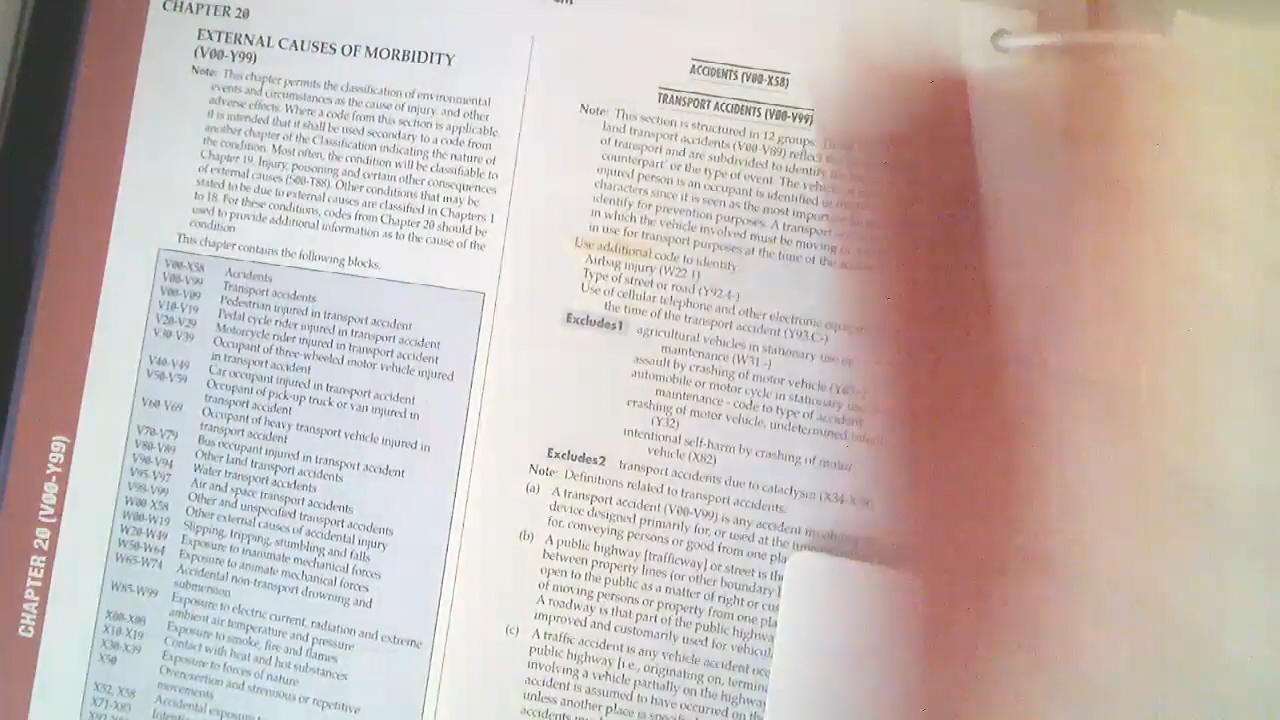 CHAPTER 20
EXTERNAL CAUSES OF MORBIDITY
(V00-Y99)
Note: This chapter permits the classification of environmental
events and circumstances as the cause of injury, and other
adverse effects. Where a code from this section is applicable,
it is intended that it shall be used secondary to a code from
another chapter of the Classification indicating the nature of
the condition. Most often, the condition will be classifiable to
Chapter 19, Injury, poisoning and certain other consequences
of external causes (S00-T88). Other conditions that may be
stated to be due to external causes are classified in Chapters 1
to 18. For these conditions, codes from Chapter 20 should be
used to provide additional information as to the cause of the
condition
This chapter contains the following blocks.
V00-X58 Accidents
V00-V99 Transport accidents
V00-V09 Pedestrian injured in transport accident
V10-V19 Pedal cycle rider injured in transport accident
V20-V29 Motorcycle rider injured in transport accident
V30-V39 Occupant of three-wheeled motor vehicle injured
in transport accident
V40-V49 Car occupant injured in transport accident
V50-V59 Occupant of pick-up truck or van injured in
transport accident
V60-V69 Occupant of heavy transport vehicle injured in
transport accident
V70-V79 Bus occupant injured in transport accident
V80-V89 Other land transport accidents
V90-V94 Water transport accidents
V95-V97 Air and space transport accidents
V98-V99 Other and unspecified transport accidents
W00-X58 Other external causes of accidental injury
W00-W19 Slipping, tripping, stumbling and falls
W20-W49 Exposure to inanimate mechanical forces
W50-W64 Exposure to animate mechanical forces
W65-W74 Accidental non-transport drowning and
submersion
W85-W99 Exposure to electric current, radiation and extreme
ambient air temperature and pressure
X00-X08 Exposure to smoke, fire and flames
X10-X19 Contact with heat and hot substances
X30-X39 Exposure to forces of nature
X50 Overexertion and strenuous or repetitive
movements
X52, X58 Accidental exposure
X71-X83
ACCIDENTS (V00-X58)
TRANSPORT ACCIDENTS (V00-V99)
Note: This section is structured in 12 groups.
land transport accidents (V00-V89) reflect
of transport and are subdivided to identify
counterpart' or the type of event. The vehicle
injured person is an occupant is identified
characters since it is seen as the most
identify for prevention purposes. A transport
in which the vehicle involved must be moving
in use for transport purposes at the time of the
Use additional code to identify
Airbag injury (W22.1)
Type of street or road (Y92.4-)
Use of cellular telephone and other electronic
the time of the transport accident (Y93.C-)
Excludes1 agricultural vehicles in stationary use or
maintenance (W31.-)
assault by crashing of motor vehicle
automobile or motor cycle in stationary use
maintenance - code to type of accident
crashing of motor vehicle, undetermined
(Y32)
intentional self-harm by crashing of motor
vehicle (X82)
Excludes2 transport accidents due to cataclysm
Note: Definitions related to transport accidents.
(a) A transport accident (V00-V99) is any accident
device designed primarily for, or used at the
for, conveying persons or good from one
(b) A public highway [trafficway] or street is the
between property lines (or other boundary
open to the public as a matter of right or
of moving persons or property from one
A roadway is that part of the public
improved and customarily used for
(c) A traffic accident is any vehicle accident
public highway [i.e., originating on,
involving a vehicle partially on the
accident is assumed to have occurred on
unless another place is
accidents
CHAPTER 20 (V00-Y99)